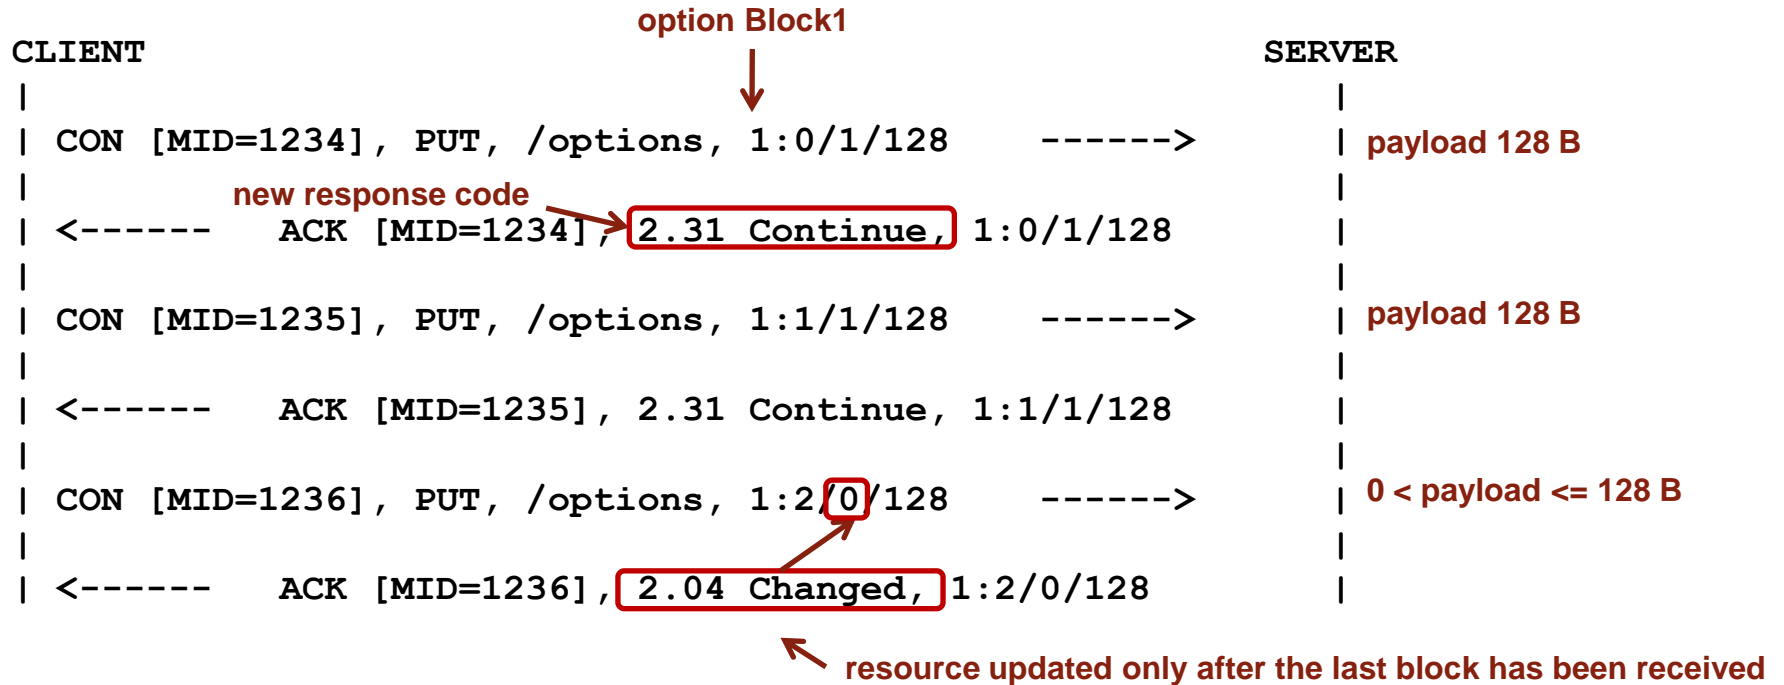 option Block1
CLIENT SERVER
| |
| CON [MID=1234], PUT, /options, 1:0/1/128 ------> | payload 128 B
| |
new response code
| <------ ACK [MID=1234], 2.31 Continue, 1:0/1/128 |
| |
| CON [MID=1235], PUT, /options, 1:1/1/128 ------> | payload 128 B
| |
| <------ ACK [MID=1235], 2.31 Continue, 1:1/1/128 |
| |
| CON [MID=1236], PUT, /options, 1:2/0/128 ------> | 0 < payload <= 128 B
| |
| <------ ACK [MID=1236], 2.04 Changed, 1:2/0/128 |
resource updated only after the last block has been received